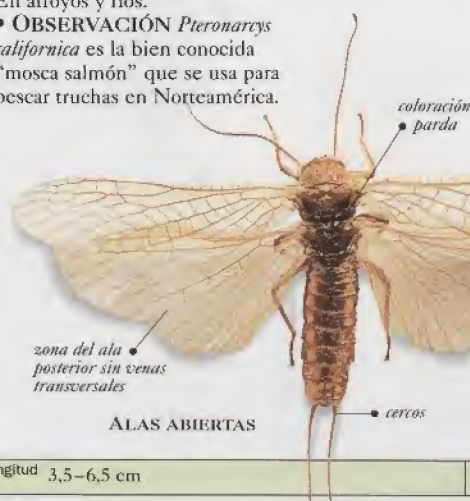 En arroyos y ríos.
• OBSERVACIÓN Pteronarcys
californica es la bien conocida
"mosca salmón" que se usa para
pescar truchas en Norteamérica.
coloración
parda
zona del ala
posterior sin venas
transversales
ALAS ABIERTAS
cercos
ngitud 3,5–6,5 cm